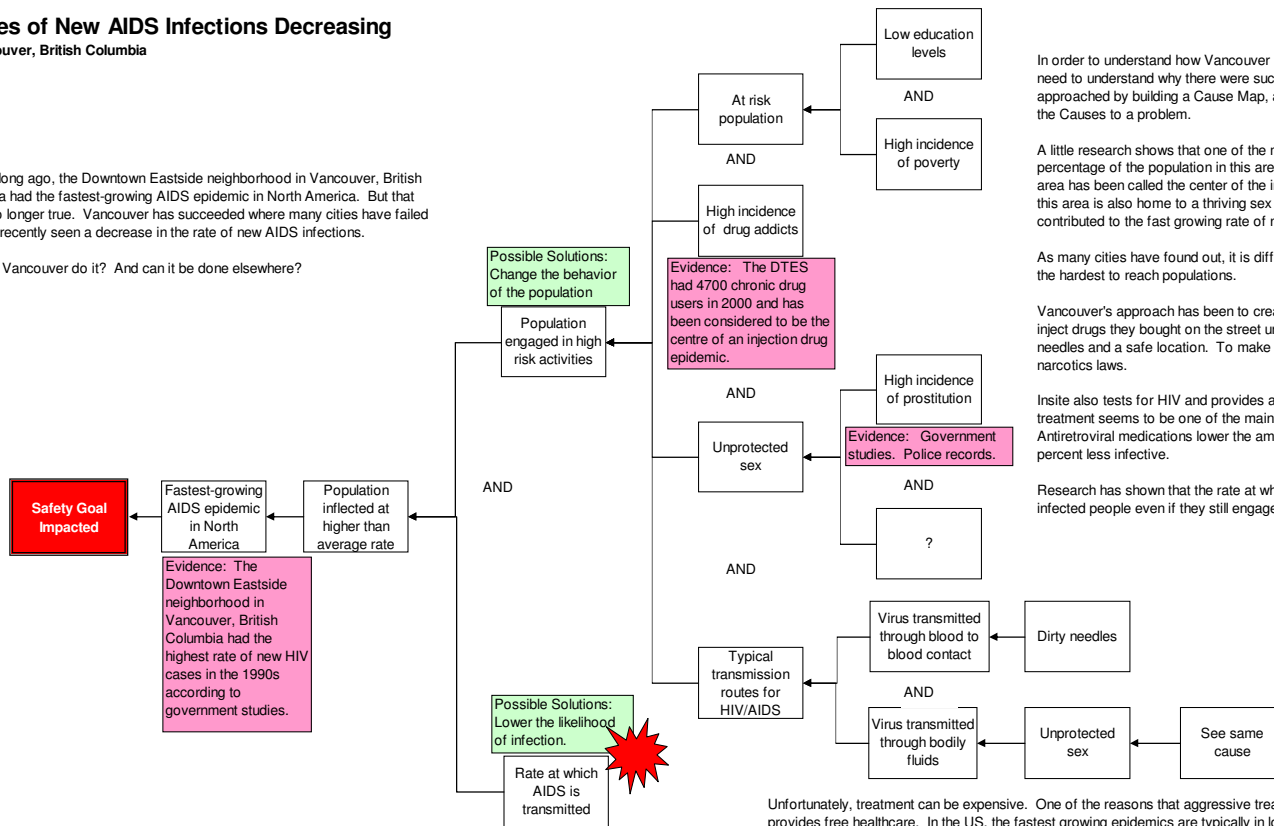 es of New AIDS Infections Decreasing
ouver, British Columbia
long ago, the Downtown Eastside neighborhood in Vancouver, British
a had the fastest-growing AIDS epidemic in North America. But that
o longer true. Vancouver has succeeded where many cities have failed
recently seen a decrease in the rate of new AIDS infections.
Vancouver do it? And can it be done elsewhere?
Safety Goal
Impacted
Fastest-growing
AIDS epidemic
in North
America
Evidence: The
Downtown Eastside
neighborhood in
Vancouver, British
Columbia had the
highest rate of new HIV
cases in the 1990s
according to
government studies.
Population
inflected at
higher than
average rate
AND
Possible Solutions:
Change the behavior
of the population
Population
engaged in high
risk activities
Possible Solutions:
Lower the likelihood
of infection.
Rate at which
AIDS is
transmitted
At risk
population
AND
High incidence
of drug addicts
Evidence: The DTES
had 4700 chronic drug
users in 2000 and has
been considered to be the
centre of an injection drug
epidemic.
AND
Unprotected
sex
AND
Typical
transmission
routes for
HIV/AIDS
Low education
levels
AND
High incidence
of poverty
High incidence
of prostitution
Evidence: Government
studies. Police records.
AND
?
Virus transmitted
through blood to
blood contact
Dirty needles
AND
Virus transmitted
through bodily
fluids
Unprotected
sex
See same
cause
In order to understand how Vancouver
need to understand why there were suc
approached by building a Cause Map, a
the Causes to a problem.
A little research shows that one of the m
percentage of the population in this are
area has been called the center of the i
this area is also home to a thriving sex
contributed to the fast growing rate of n
As many cities have found out, it is diff
the hardest to reach populations.
Vancouver's approach has been to crea
inject drugs they bought on the street un
needles and a safe location. To make
narcotics laws.
Insite also tests for HIV and provides a
treatment seems to be one of the main
Antiretroviral medications lower the am
percent less infective.
Research has shown that the rate at wh
infected people even if they still engage
Unfortunately, treatment can be expensive. One of the reasons that aggressive trea
provides free healthcare. In the US, the fastest growing epidemics are typically in lo